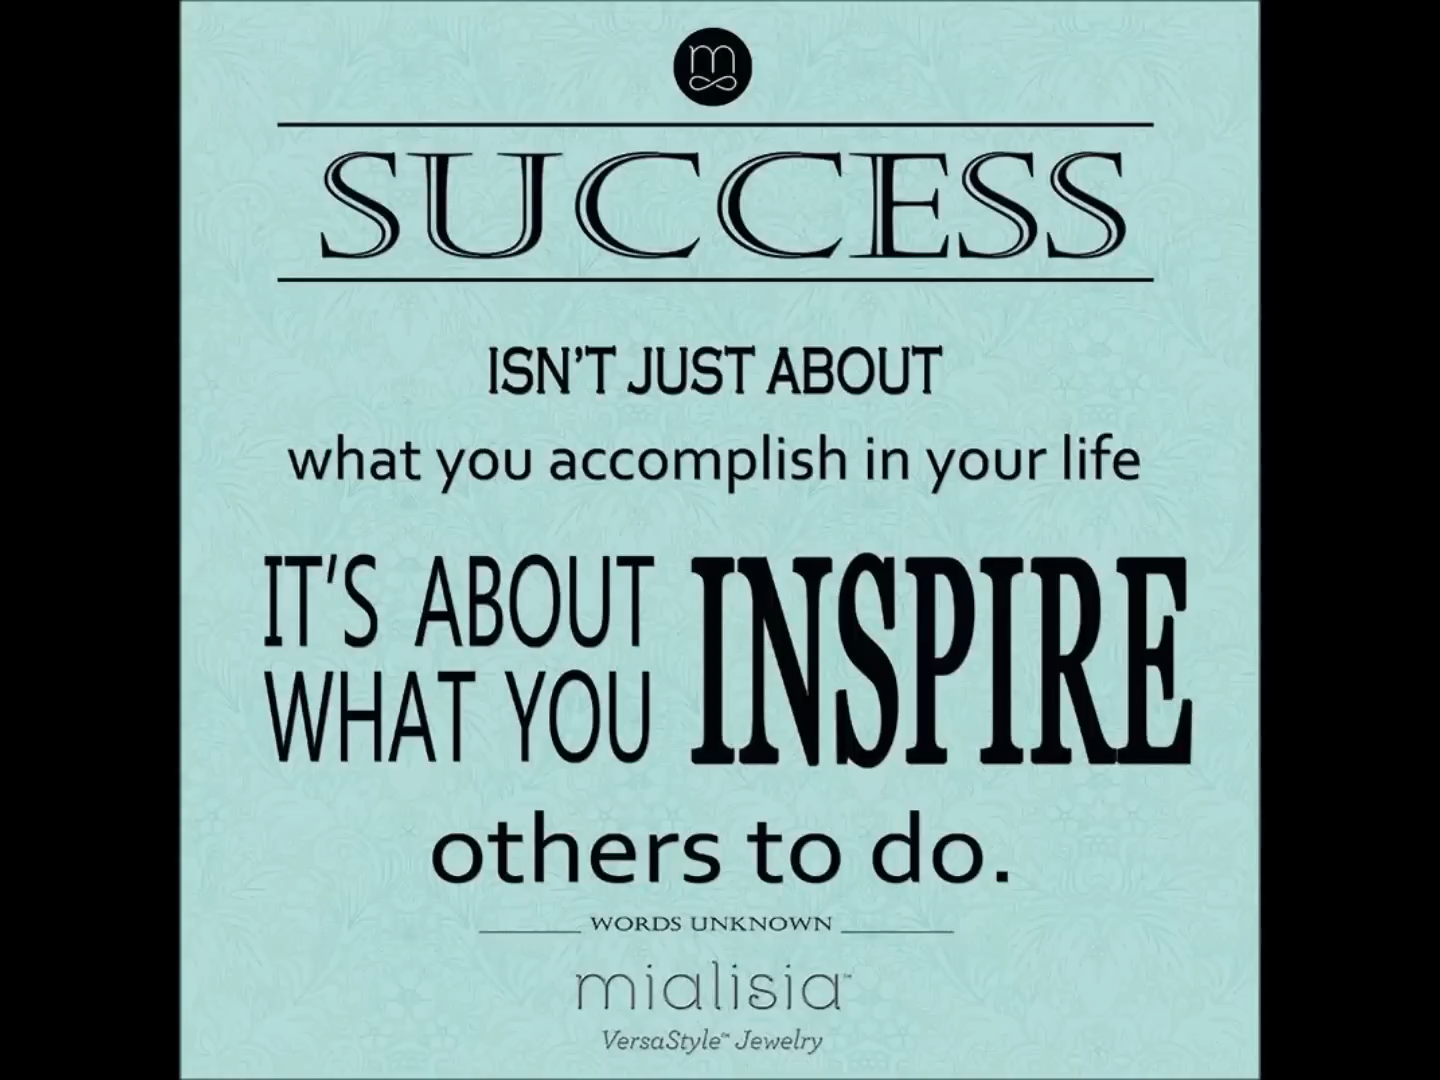 m
SUCCESS
ISN'T JUST ABOUT
what you accomplish in your life
IT'S ABOUT
WHAT YOU INSPIRE
others to do.
WORDS UNKNOWN
mialisia™
VersaStyle™ Jewelry